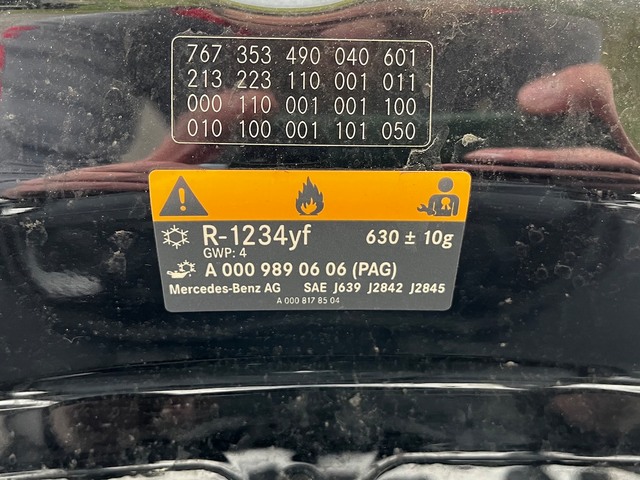 767 353 490 040 601
213 223 110 001 011
000 110 001 001 100
010 100 001 101 050
R-1234yf 630 ± 10g
GWP: 4
A 000 989 06 06 (PAG)
Mercedes-Benz AG SAE J639 J2842 J2845
A 000 817 85 04